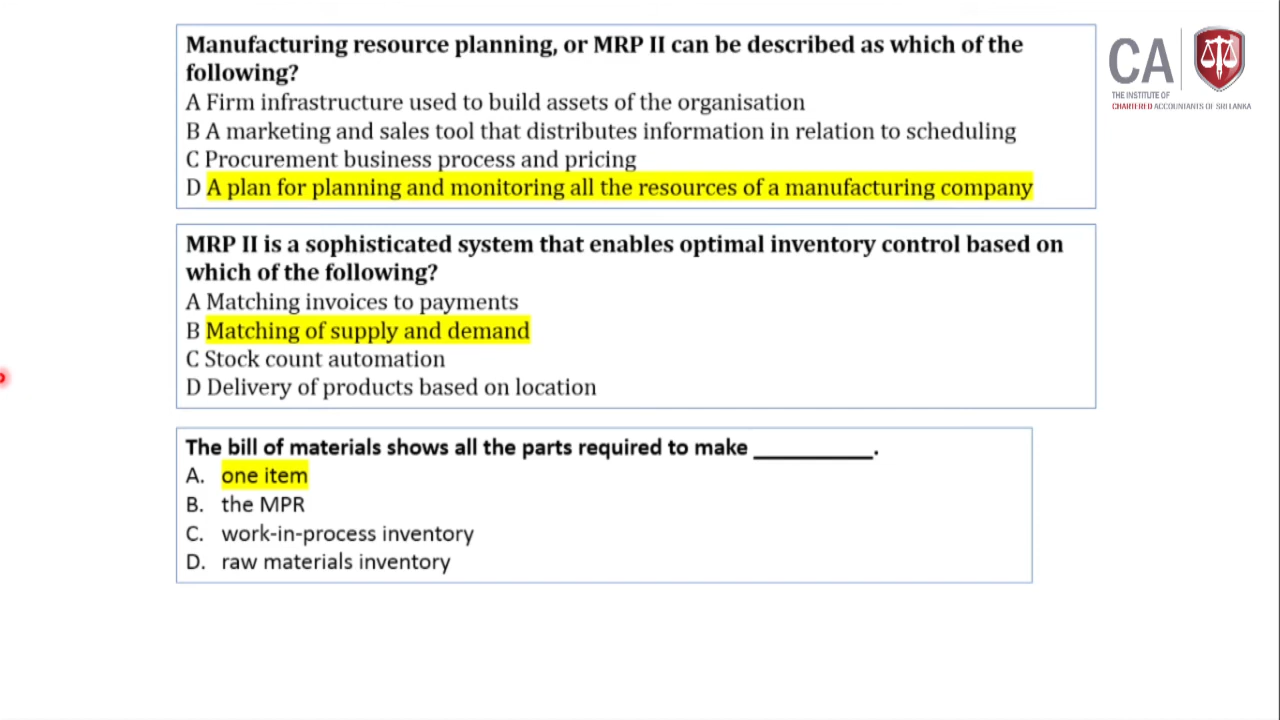 Manufacturing resource planning, or MRP II can be described as which of the
following?
A Firm infrastructure used to build assets of the organisation
B A marketing and sales tool that distributes information in relation to scheduling
C Procurement business process and pricing
D A plan for planning and monitoring all the resources of a manufacturing company
CA
THE INSTITUTE OF
CHARTERED ACCOUNTANTS OF SRI LANKA
MRP II is a sophisticated system that enables optimal inventory control based on
which of the following?
A Matching invoices to payments
B Matching of supply and demand
C Stock count automation
D Delivery of products based on location
The bill of materials shows all the parts required to make __________.
A. one item
B. the MPR
C. work-in-process inventory
D. raw materials inventory